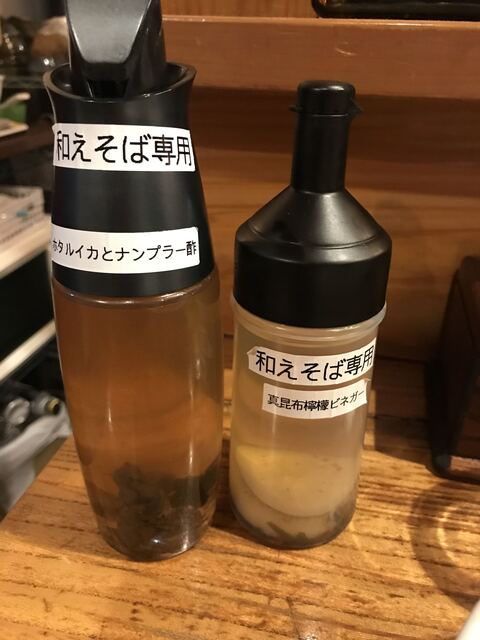 和えそば専用
ホタルイカとナンプラー酢
和えそば専用
真昆布檸檬ビネガー